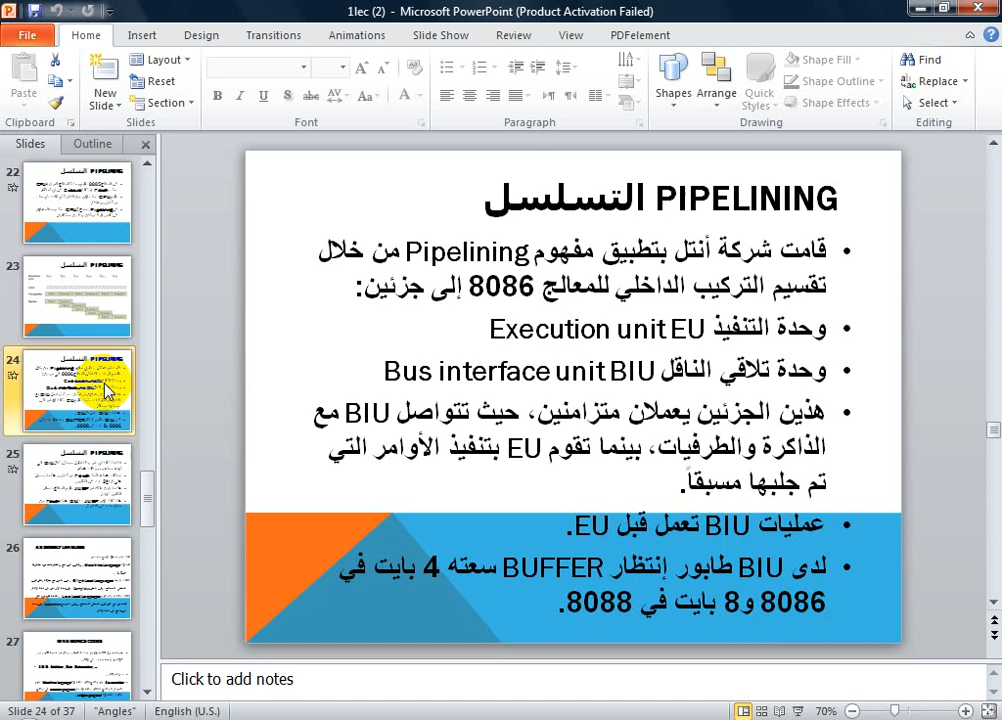 1lec (2) - Microsoft PowerPoint (Product Activation Failed)
File Home Insert Design Transitions Animations Slide Show Review View PDFelement
Paste
New Slide
Layout
Reset
Section
Shapes Arrange Quick Styles
Shape Fill
Shape Outline
Shape Effects
Find
Replace
Select
Clipboard Slides Font Paragraph Drawing Editing
Slides Outline
22
23
24
25
26
27
PIPELINING التسلسل
• قامت شركة أنتل بتطبيق مفهوم Pipelining من خلال
تقسيم التركيب الداخلي للمعالج 8086 إلى جزئين:
• وحدة التنفيذ Execution unit EU
• وحدة تلاقي الناقل Bus interface unit BIU
• هذين الجزئين يعملان متزامنين، حيث تتواصل BIU مع
الذاكرة والطرفيات، بينما تقوم EU بتنفيذ الأوامر التي
تم جلبها مسبقاً.
• عمليات BIU تعمل قبل EU.
• لدى BIU طابور إنتظار BUFFER سعته 4 بايت في
8086 و8 بايت في 8088.
Click to add notes
Slide 24 of 37 "Angles" English (U.S.) 70%